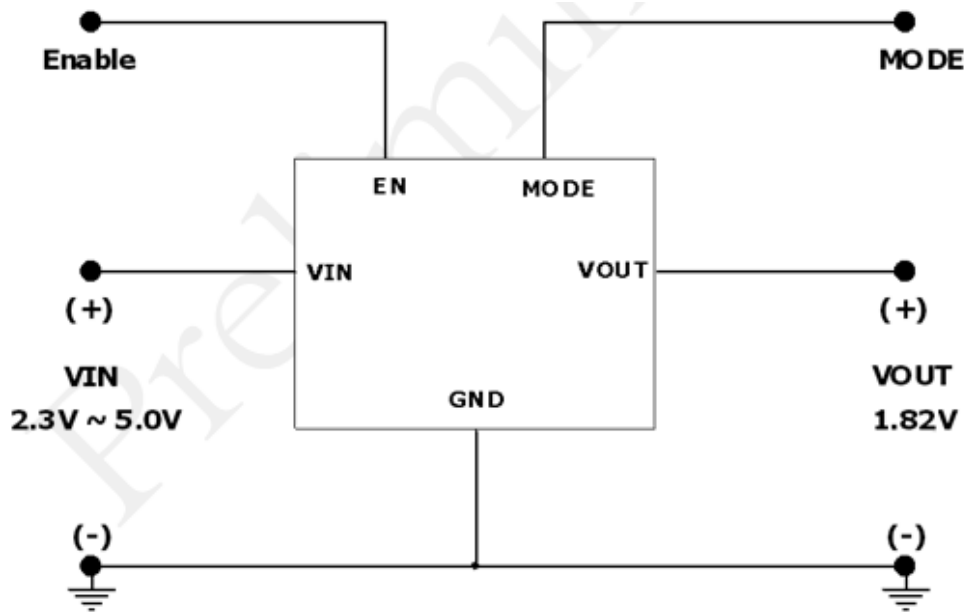 Enable
MODE
EN
MODE
VIN
VOUT
(+)
(+)
VIN
2.3V ~ 5.0V
VOUT
1.82V
GND
(-)
(-)